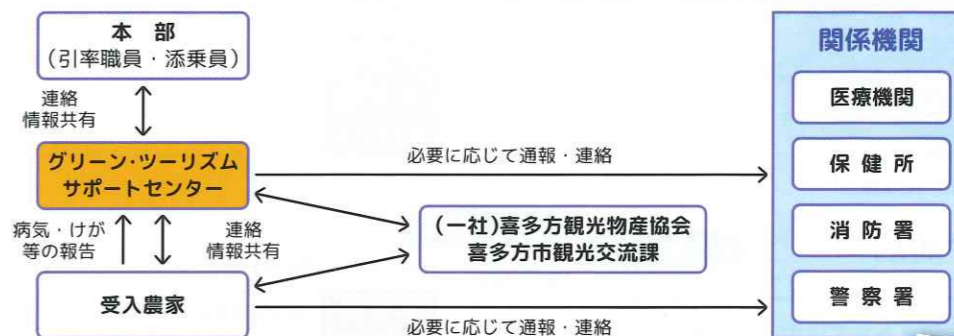 本 部
(引率職員・添乗員)
連絡
情報共有
グリーン・ツーリズム
サポートセンター
病気・けが
等の報告
連絡
情報共有
受入農家
必要に応じて通報・連絡
(一社)喜多方観光物産協会
喜多方市観光交流課
必要に応じて通報・連絡
関係機関
医療機関
保 健 所
消 防 署
警 察 署